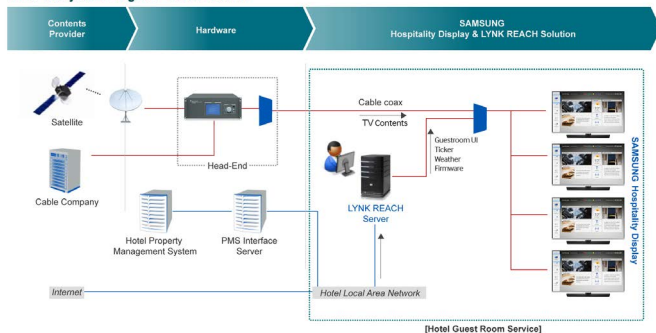 Contents
Provider
Hardware
SAMSUNG
Hospitality Display & LYNK REACH Solution
Satellite
Cable Company
Head-End
Hotel Property
Management System
PMS Interface
Server
Cable coax
TV Contents
Guestroom UI
Ticker
Weather
Firmware
LYNK REACH
Server
SAMSUNG Hospitality Display
Internet
Hotel Local Area Network
[Hotel Guest Room Service]